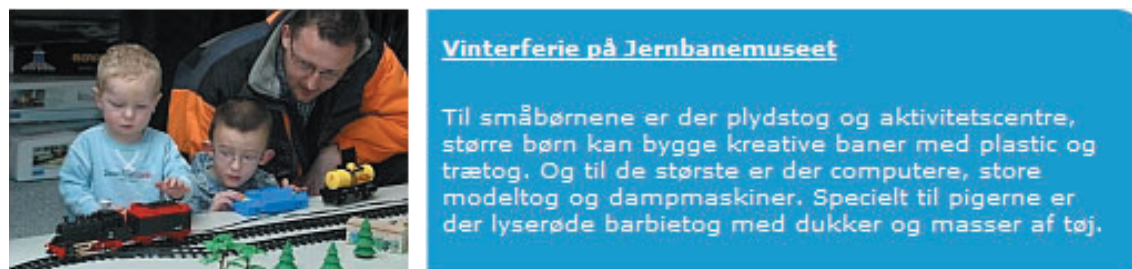 Vinterferie på Jernbanemuseet
Til småbørnene er der plydstog og aktivitetscentre,
større børn kan bygge kreative baner med plastic og
trætog. Og til de største er der computere, store
modeltog og dampmaskiner. Specielt til pigerne er
der lyserøde barbietog med dukker og masser af tøj.